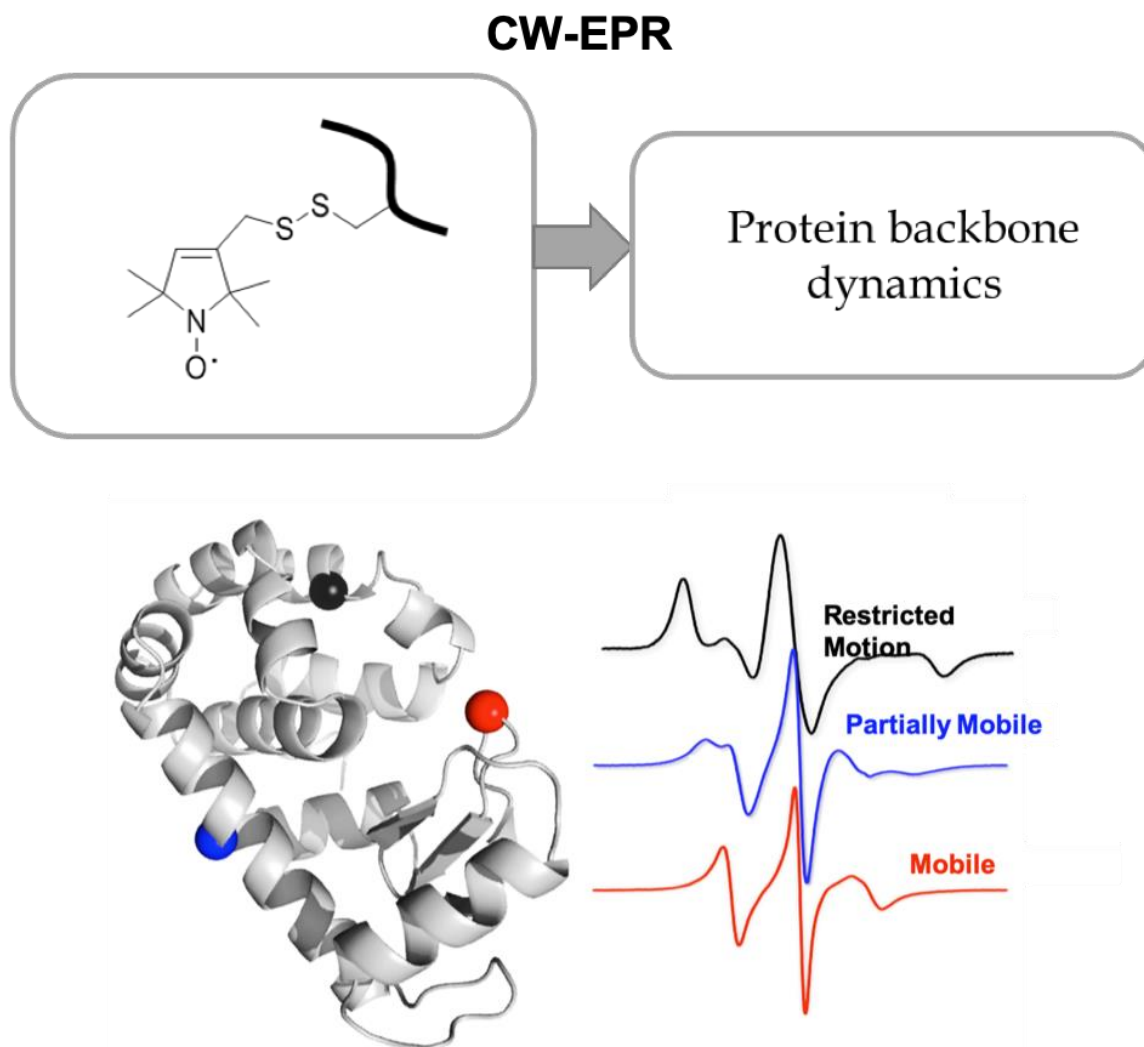 CW-EPR
S
S
N
O·
Protein backbone
dynamics
Restricted
Motion
Partially Mobile
Mobile